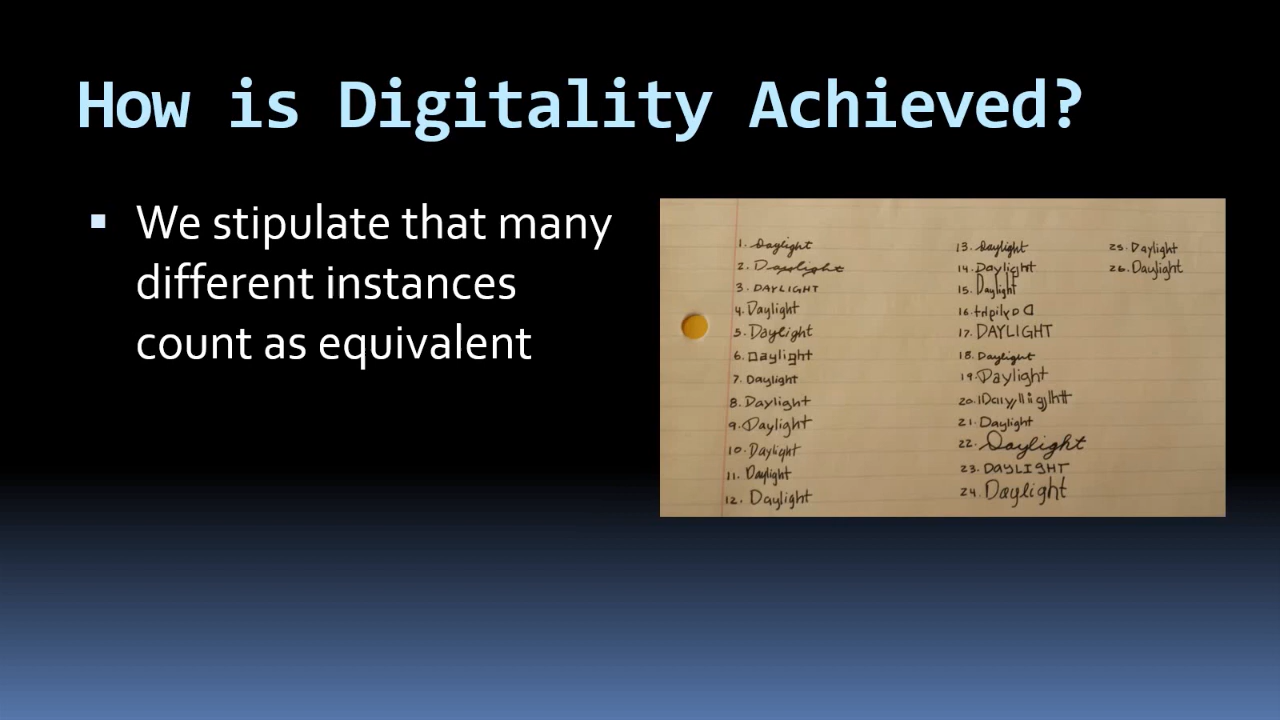 How is Digitality Achieved?
We stipulate that many
different instances
count as equivalent
1. Daylight
2. Daylight
3. DAYLIGHT
4. Daylight
5. Daylight
6. Daylight
7. Daylight
8. Daylight
9. Daylight
10. Daylight
11. Daylight
12. Daylight
13. Daylight
14. Daylight
15. Daylight
16.
17. DAYLIGHT
18. Daylight
19. Daylight
20. Daylight
21. Daylight
22. Daylight
23. DAYLIGHT
24. Daylight
25. Daylight
26. Daylight